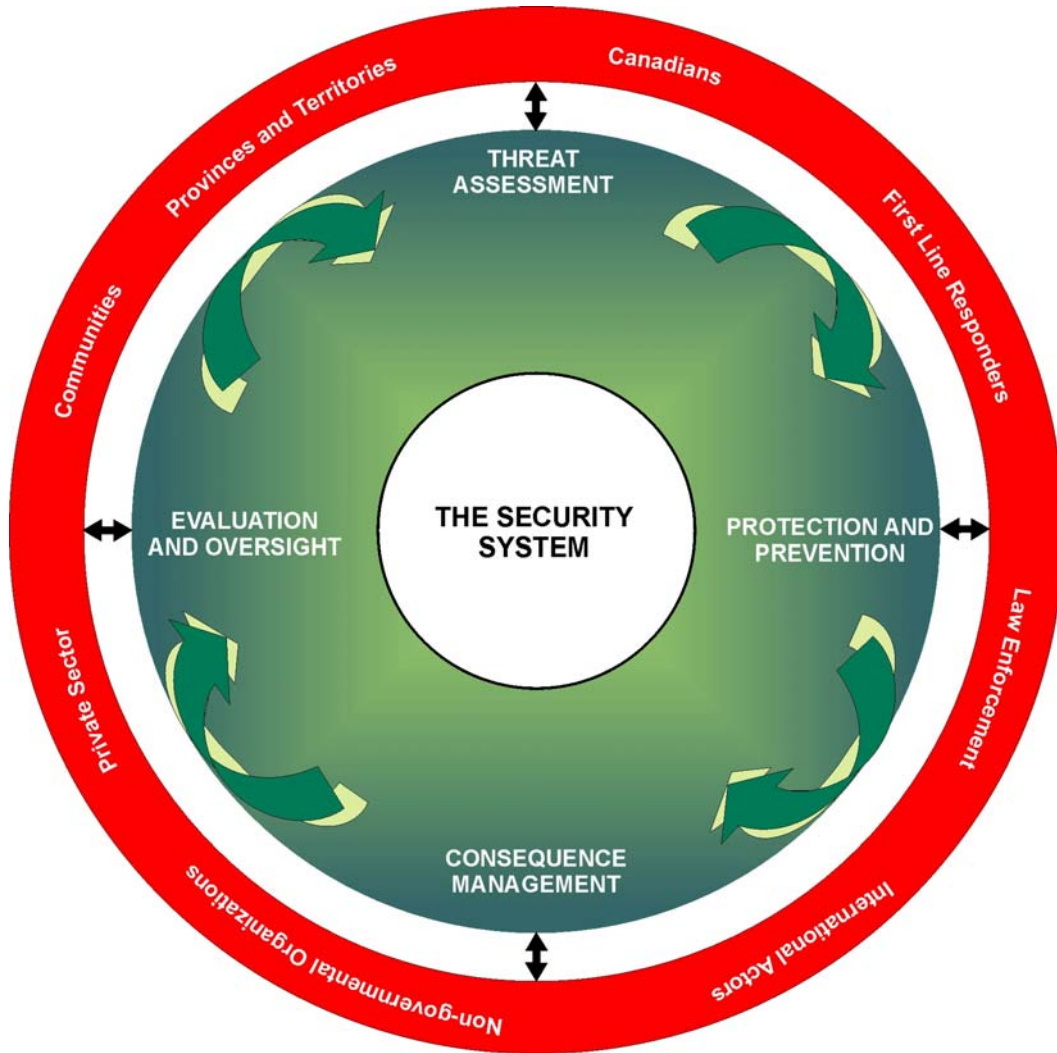 Canadians
First Line Responders
Law Enforcement
International Actors
Non-governmental Organizations
Private Sector
Communities
Provinces and Territories
THREAT
ASSESSMENT
PROTECTION AND
PREVENTION
CONSEQUENCE
MANAGEMENT
EVALUATION
AND OVERSIGHT
THE SECURITY
SYSTEM